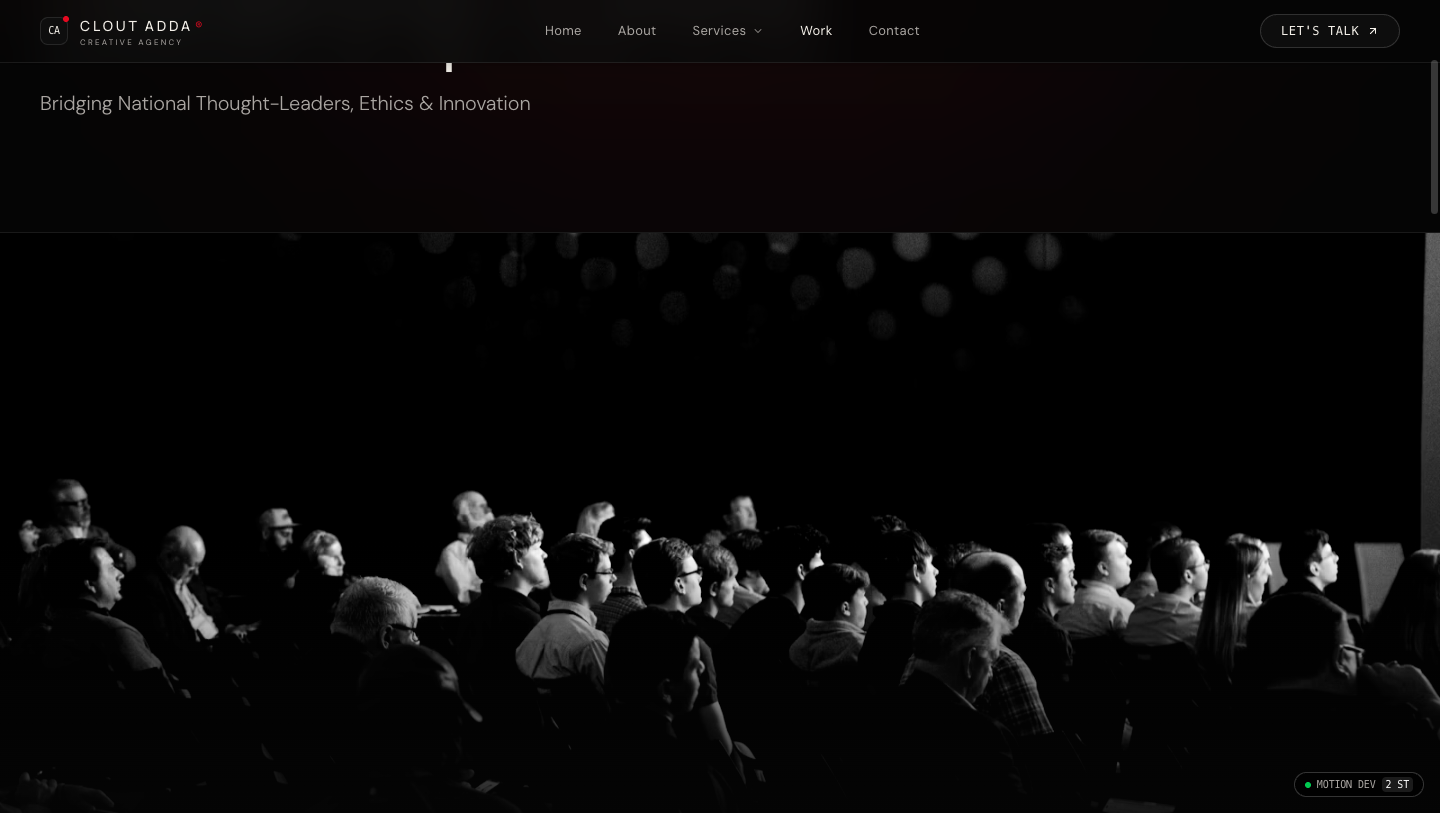 CA
CLOUT ADDA
CREATIVE AGENCY
Home
About
Services
Work
Contact
LET'S TALK
Bridging National Thought-Leaders, Ethics & Innovation
MOTION DEV 2 ST